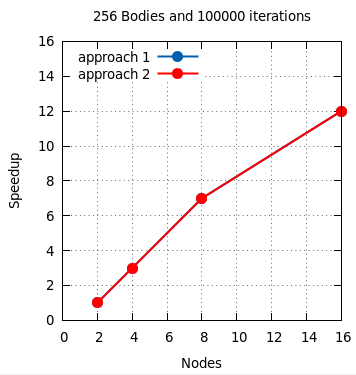 256 Bodies and 100000 iterations
approach 1
approach 2
Speedup
16
14
12
10
8
6
4
2
0
0 2 4 6 8 10 12 14 16
Nodes